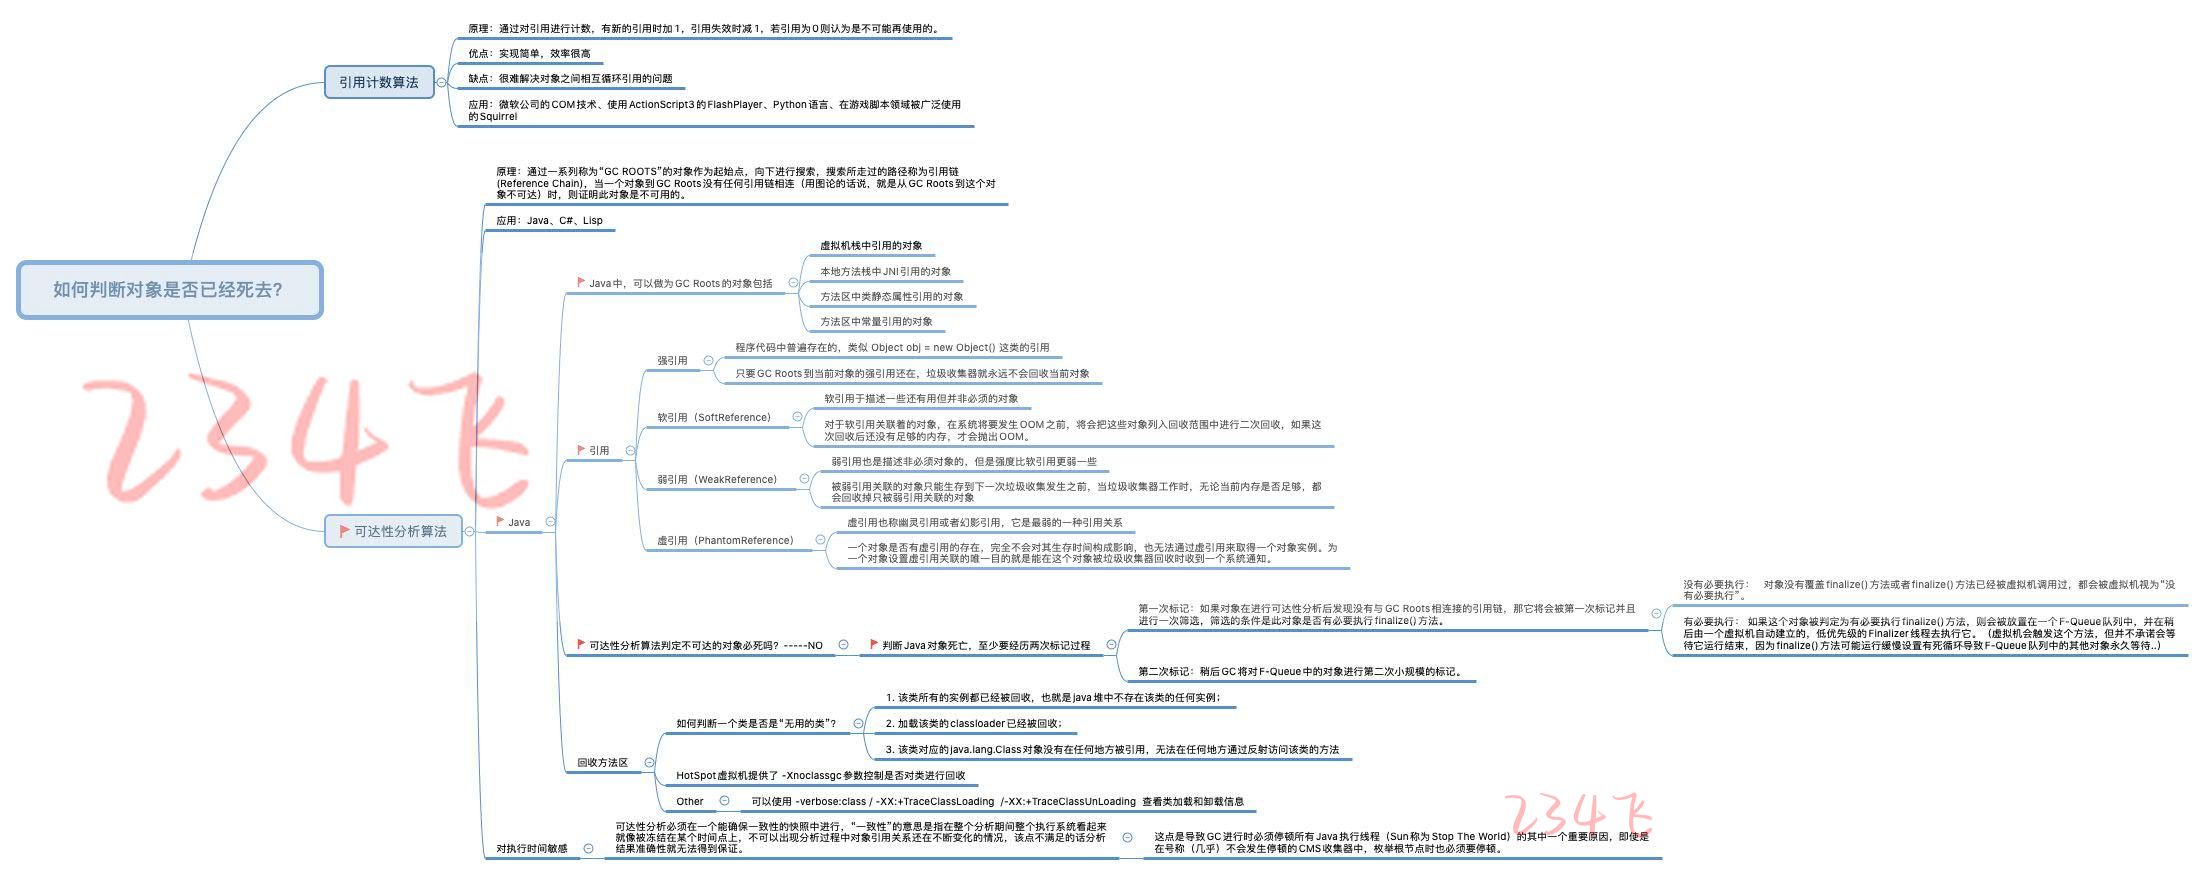 如何判断对象是否已经死去？
引用计数算法
原理：通过对引用进行计数，有新的引用时加 1，引用失效时减 1，若引用为 0 则认为是不可能再使用的。
优点：实现简单，效率很高
缺点：很难解决对象之间相互循环引用的问题
应用：微软公司的 COM 技术、使用 ActionScript3 的 FlashPlayer、Python 语言、在游戏脚本领域被广泛使用
的 Squirrel
可达性分析算法
原理：通过一系列称为“GC ROOTS”的对象作为起始点，向下进行搜索，搜索所走过的路径称为引用链
(Reference Chain)，当一个对象到 GC Roots 没有任何引用链相连（用图论的话说，就是从 GC Roots 到这个对
象不可达）时，则证明此对象是不可用的。
应用：Java、C#、Lisp
Java
Java 中，可以做为 GC Roots 的对象包括
虚拟机栈中引用的对象
本地方法栈中 JNI 引用的对象
方法区中类静态属性引用的对象
方法区中常量引用的对象
引用
强引用
程序代码中普遍存在的，类似 Object obj = new Object() 这类的引用
只要 GC Roots 到当前对象的强引用还在，垃圾收集器就永远不会回收当前对象
软引用（SoftReference）
软引用于描述一些还有用但并非必须的对象
对于软引用关联着的对象，在系统将要发生 OOM 之前，将会把这些对象列入回收范围中进行二次回收，如果这
次回收后还没有足够的内存，才会抛出 OOM。
弱引用（WeakReference）
弱引用也是描述非必须对象的，但是强度比软引用更弱一些
被弱引用关联的对象只能生存到下一次垃圾收集发生之前，当垃圾收集器工作时，无论当前内存是否足够，都
会回收掉只被弱引用关联的对象
虚引用（PhantomReference）
虚引用也称幽灵引用或者幻影引用，它是最弱的一种引用关系
一个对象是否有虚引用的存在，完全不会对其生存时间构成影响，也无法通过虚引用来取得一个对象实例。为
一个对象设置虚引用关联的唯一目的就是能在这个对象被垃圾收集器回收时收到一个系统通知。
可达性分析算法判定不可达的对象必死吗？-----NO
判断 Java 对象死亡，至少要经历两次标记过程
第一次标记：如果对象在进行可达性分析后发现没有与 GC Roots 相连接的引用链，那它将会被第一次标记并且
进行一次筛选，筛选的条件是此对象是否有必要执行 finalize() 方法。
没有必要执行： 对象没有覆盖 finalize() 方法或者 finalize() 方法已经被虚拟机调用过，都会被虚拟机视为“没
有必要执行”。
有必要执行： 如果这个对象被判定为有必要执行 finalize() 方法，则会被放置在一个 F-Queue 队列中，并在稍
后由一个虚拟机自动建立的，低优先级的 Finalizer 线程去执行它。（虚拟机会触发这个方法，但并不承诺会等
待它运行结束，因为 finalize() 方法可能运行缓慢设置有死循环导致 F-Queue 队列中的其他对象永久等待..）
第二次标记：稍后 GC 将对 F-Queue 中的对象进行第二次小规模的标记。
回收方法区
如何判断一个类是否是“无用的类”？
1. 该类所有的实例都已经被回收，也就是 java 堆中不存在该类的任何实例；
2. 加载该类的 classloader 已经被回收；
3. 该类对应的 java.lang.Class 对象没有在任何地方被引用，无法在任何地方通过反射访问该类的方法
HotSpot 虚拟机提供了 -Xnoclassgc 参数控制是否对类进行回收
Other
可以使用 -verbose:class / -XX:+TraceClassLoading /-XX:+TraceClassUnLoading 查看类加载和卸载信息
对执行时间敏感
可达性分析必须在一个能确保一致性的快照中进行，“一致性”的意思是指在整个分析期间整个执行系统看起来
就像被冻结在某个时间点上，不可以出现分析过程中对象引用关系还在不断变化的情况，该点不满足的话分析
结果准确性就无法得到保证。
这点是导致 GC 进行时必须停顿所有 Java 执行线程（Sun 称为 Stop The World）的其中一个重要原因，即使是
在号称（几乎）不会发生停顿的 CMS 收集器中，枚举根节点时也必须要停顿。
234飞
234飞